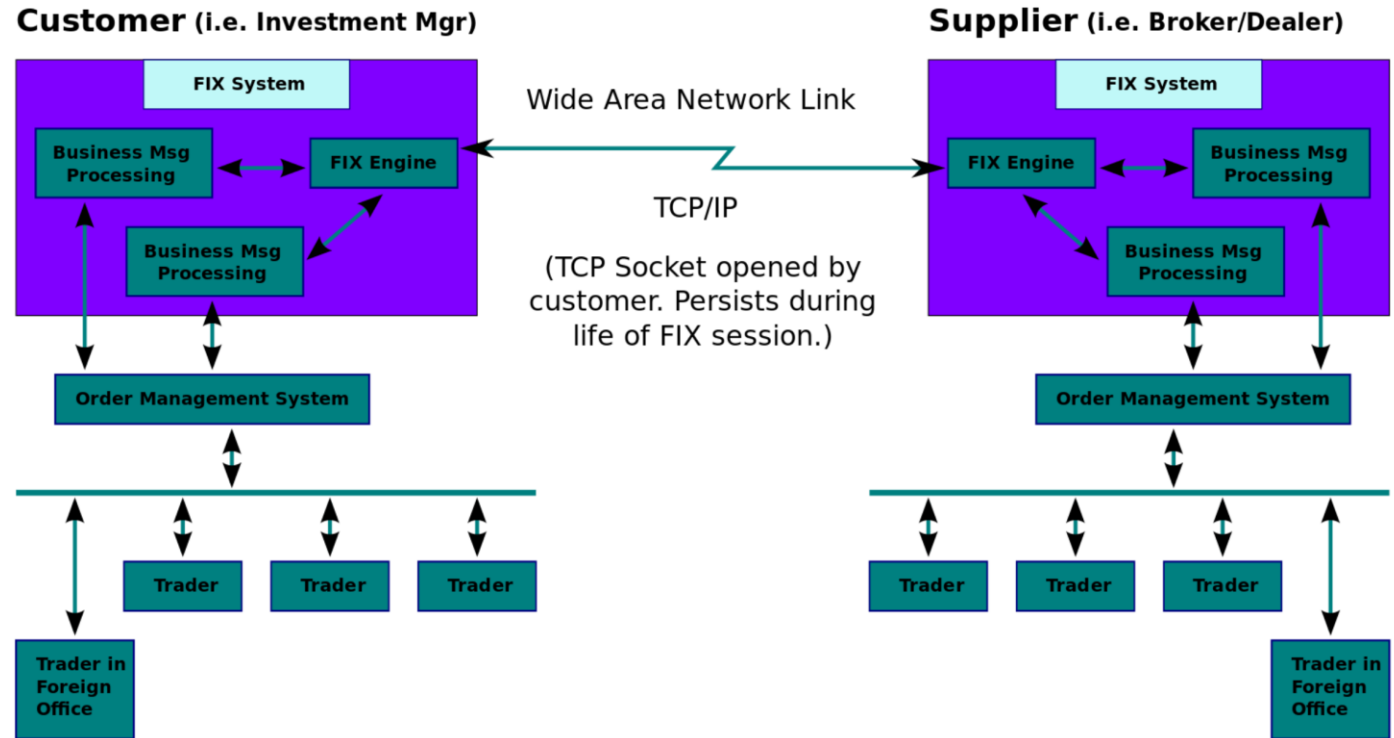 Customer (i.e. Investment Mgr)
Supplier (i.e. Broker/Dealer)
FIX System
Business Msg
Processing
FIX Engine
Business Msg
Processing
Wide Area Network Link
TCP/IP
(TCP Socket opened by
customer. Persists during
life of FIX session.)
FIX System
FIX Engine
Business Msg
Processing
Business Msg
Processing
Order Management System
Order Management System
Trader
Trader
Trader
Trader in
Foreign
Office
Trader
Trader
Trader
Trader in
Foreign
Office